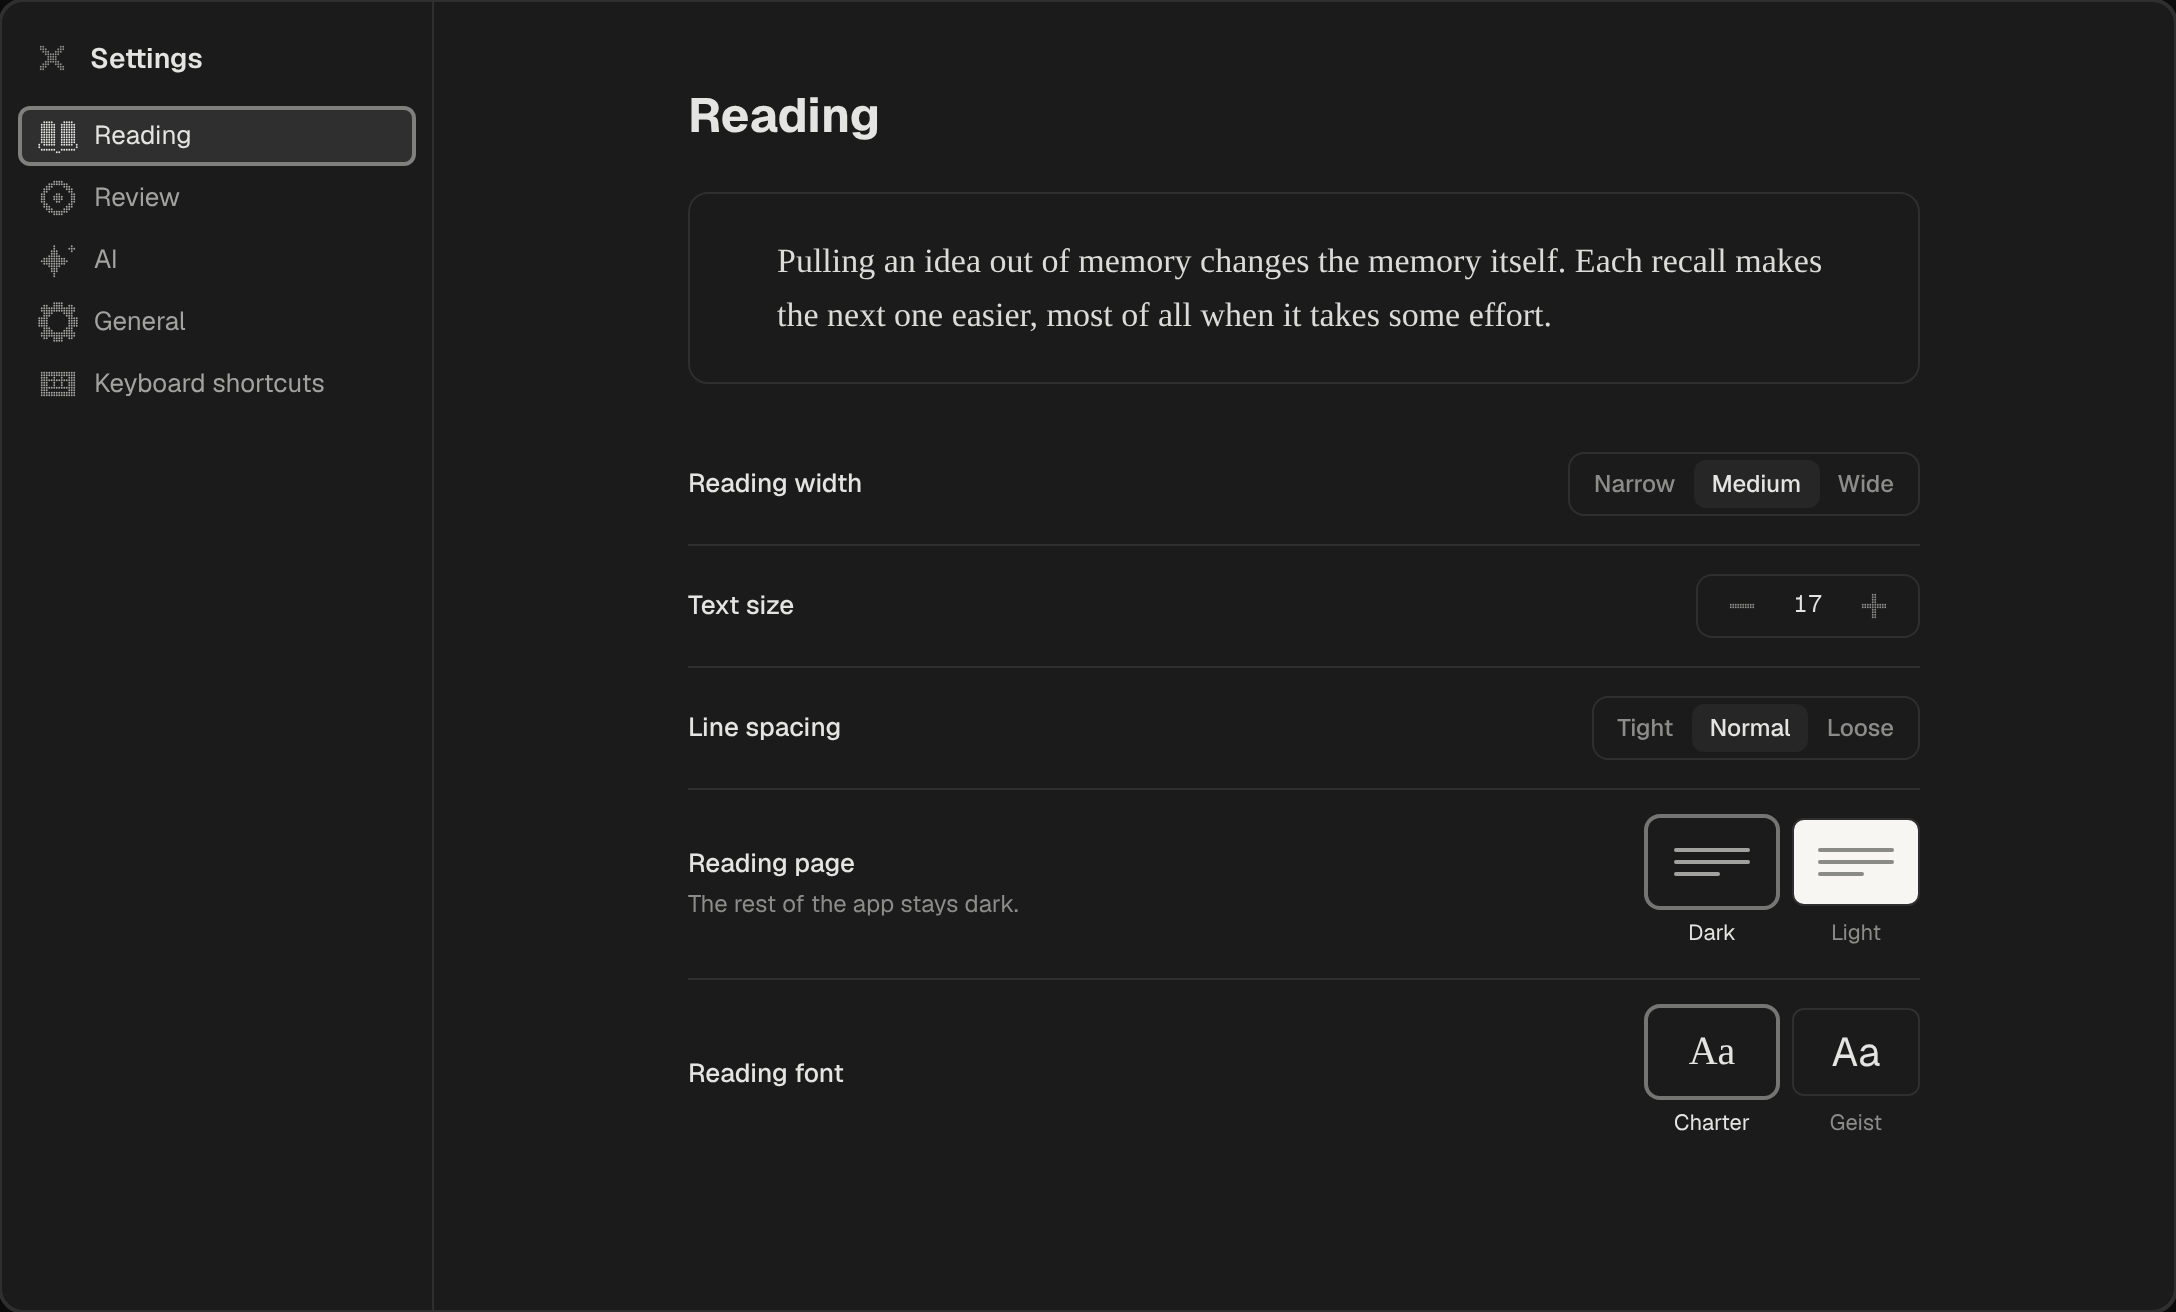 Settings
Reading
Review
AI
General
Keyboard shortcuts
Reading
Pulling an idea out of memory changes the memory itself. Each recall makes
the next one easier, most of all when it takes some effort.
Reading width
Narrow Medium Wide
Text size
17
Line spacing
Tight Normal Loose
Reading page
The rest of the app stays dark.
Dark Light
Reading font
Aa Aa
Charter Geist